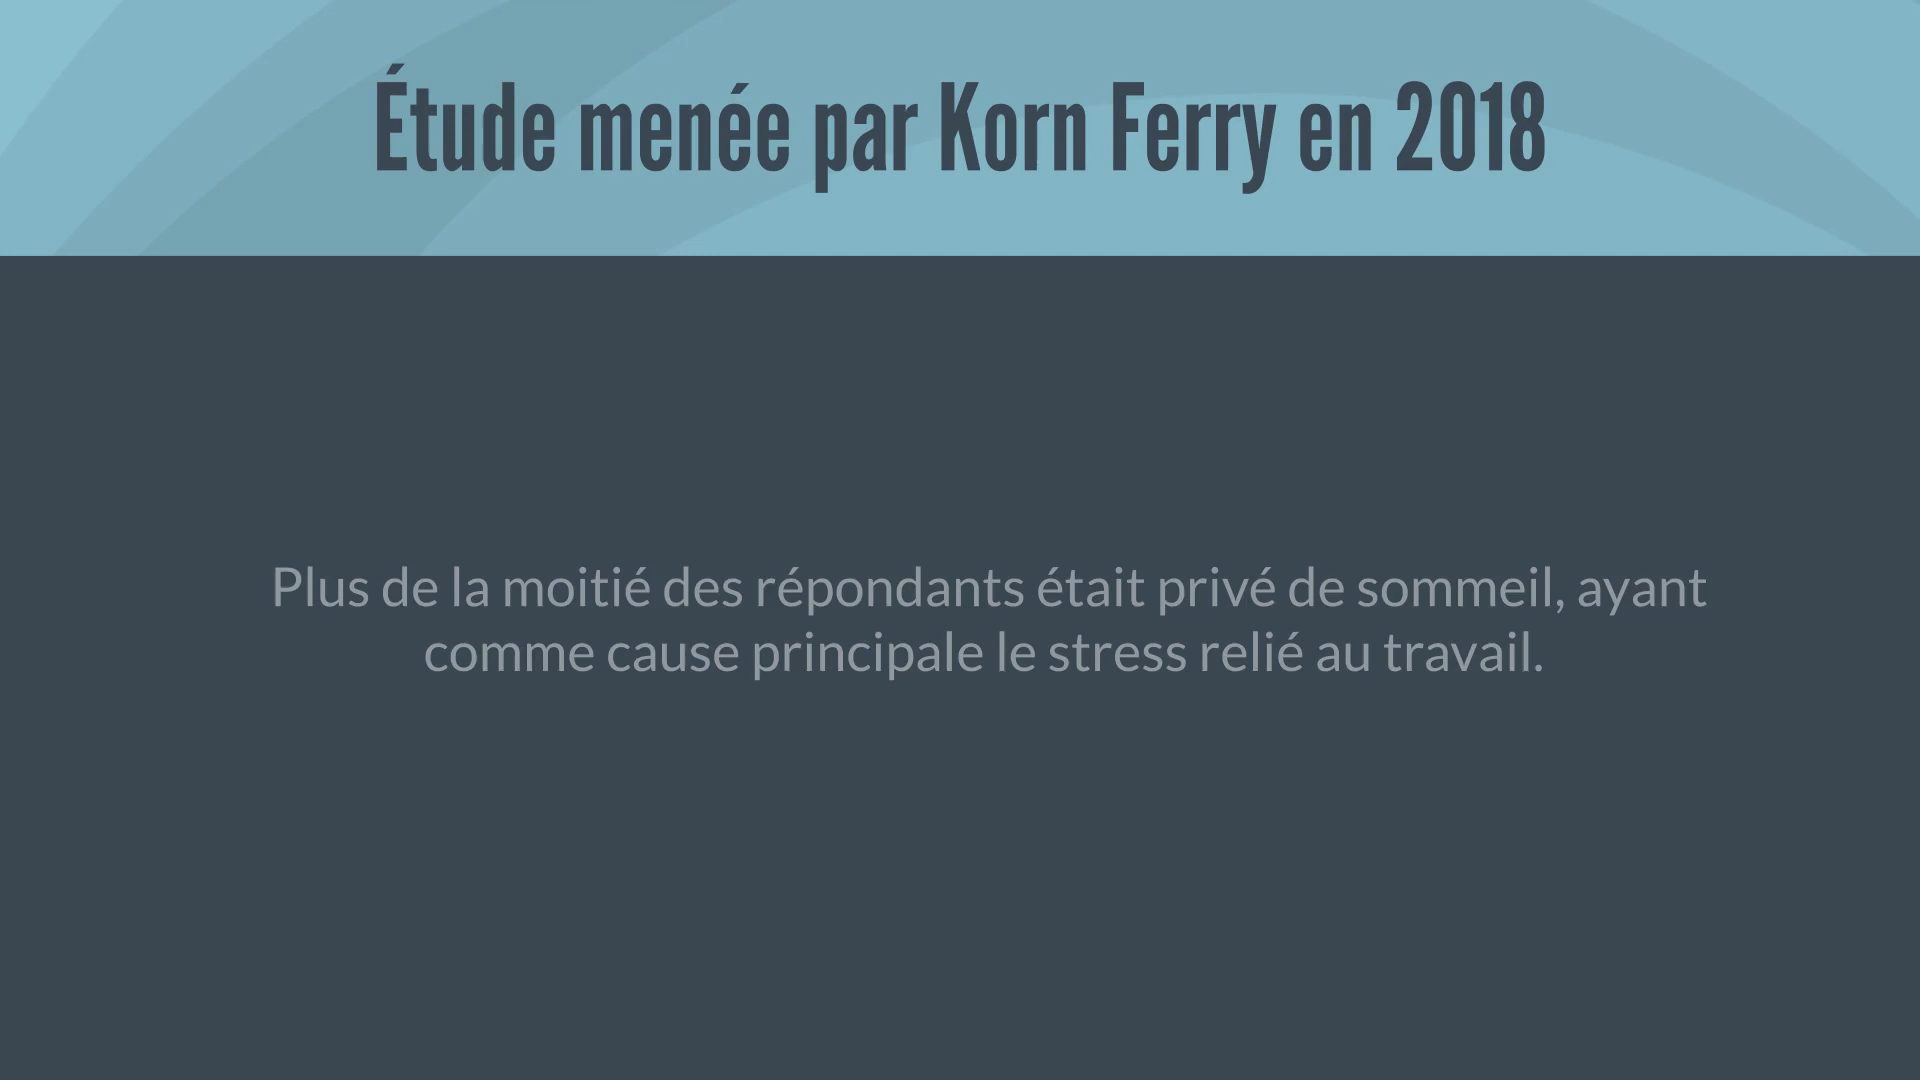 Étude menée par Korn Ferry en 2018
Plus de la moitié des répondants était privé de sommeil, ayant
comme cause principale le stress relié au travail.